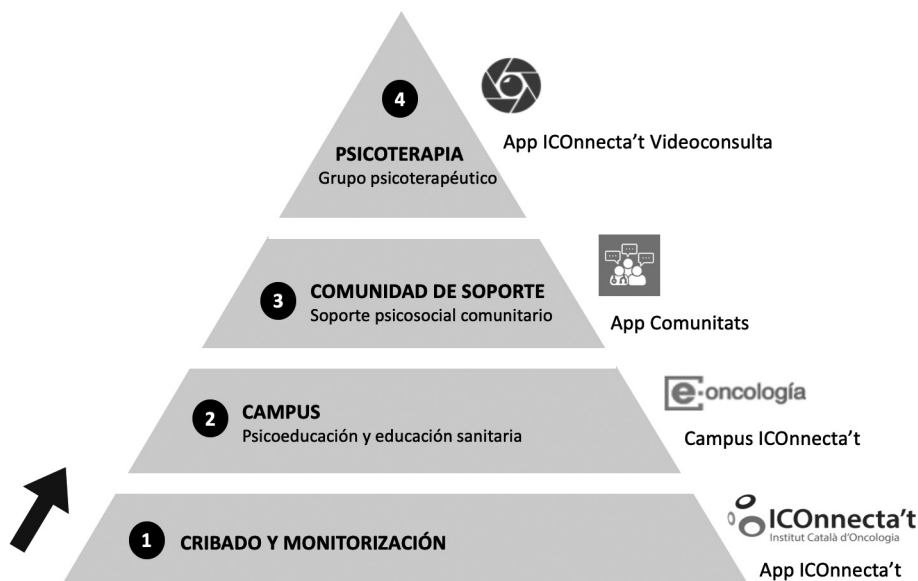 4
PSICOTERAPIA
Grupo psicoterapéutico
App ICOnnecta't Videoconsulta
3
COMUNIDAD DE SOPORTE
Soporte psicosocial comunitario
App Comunitats
2
CAMPUS
Psicoeducación y educación sanitaria
e·oncología
Campus ICOnnecta't
1
CRIBADO Y MONITORIZACIÓN
ICOnnecta't
Institut Català d'Oncologia
App ICOnnecta't